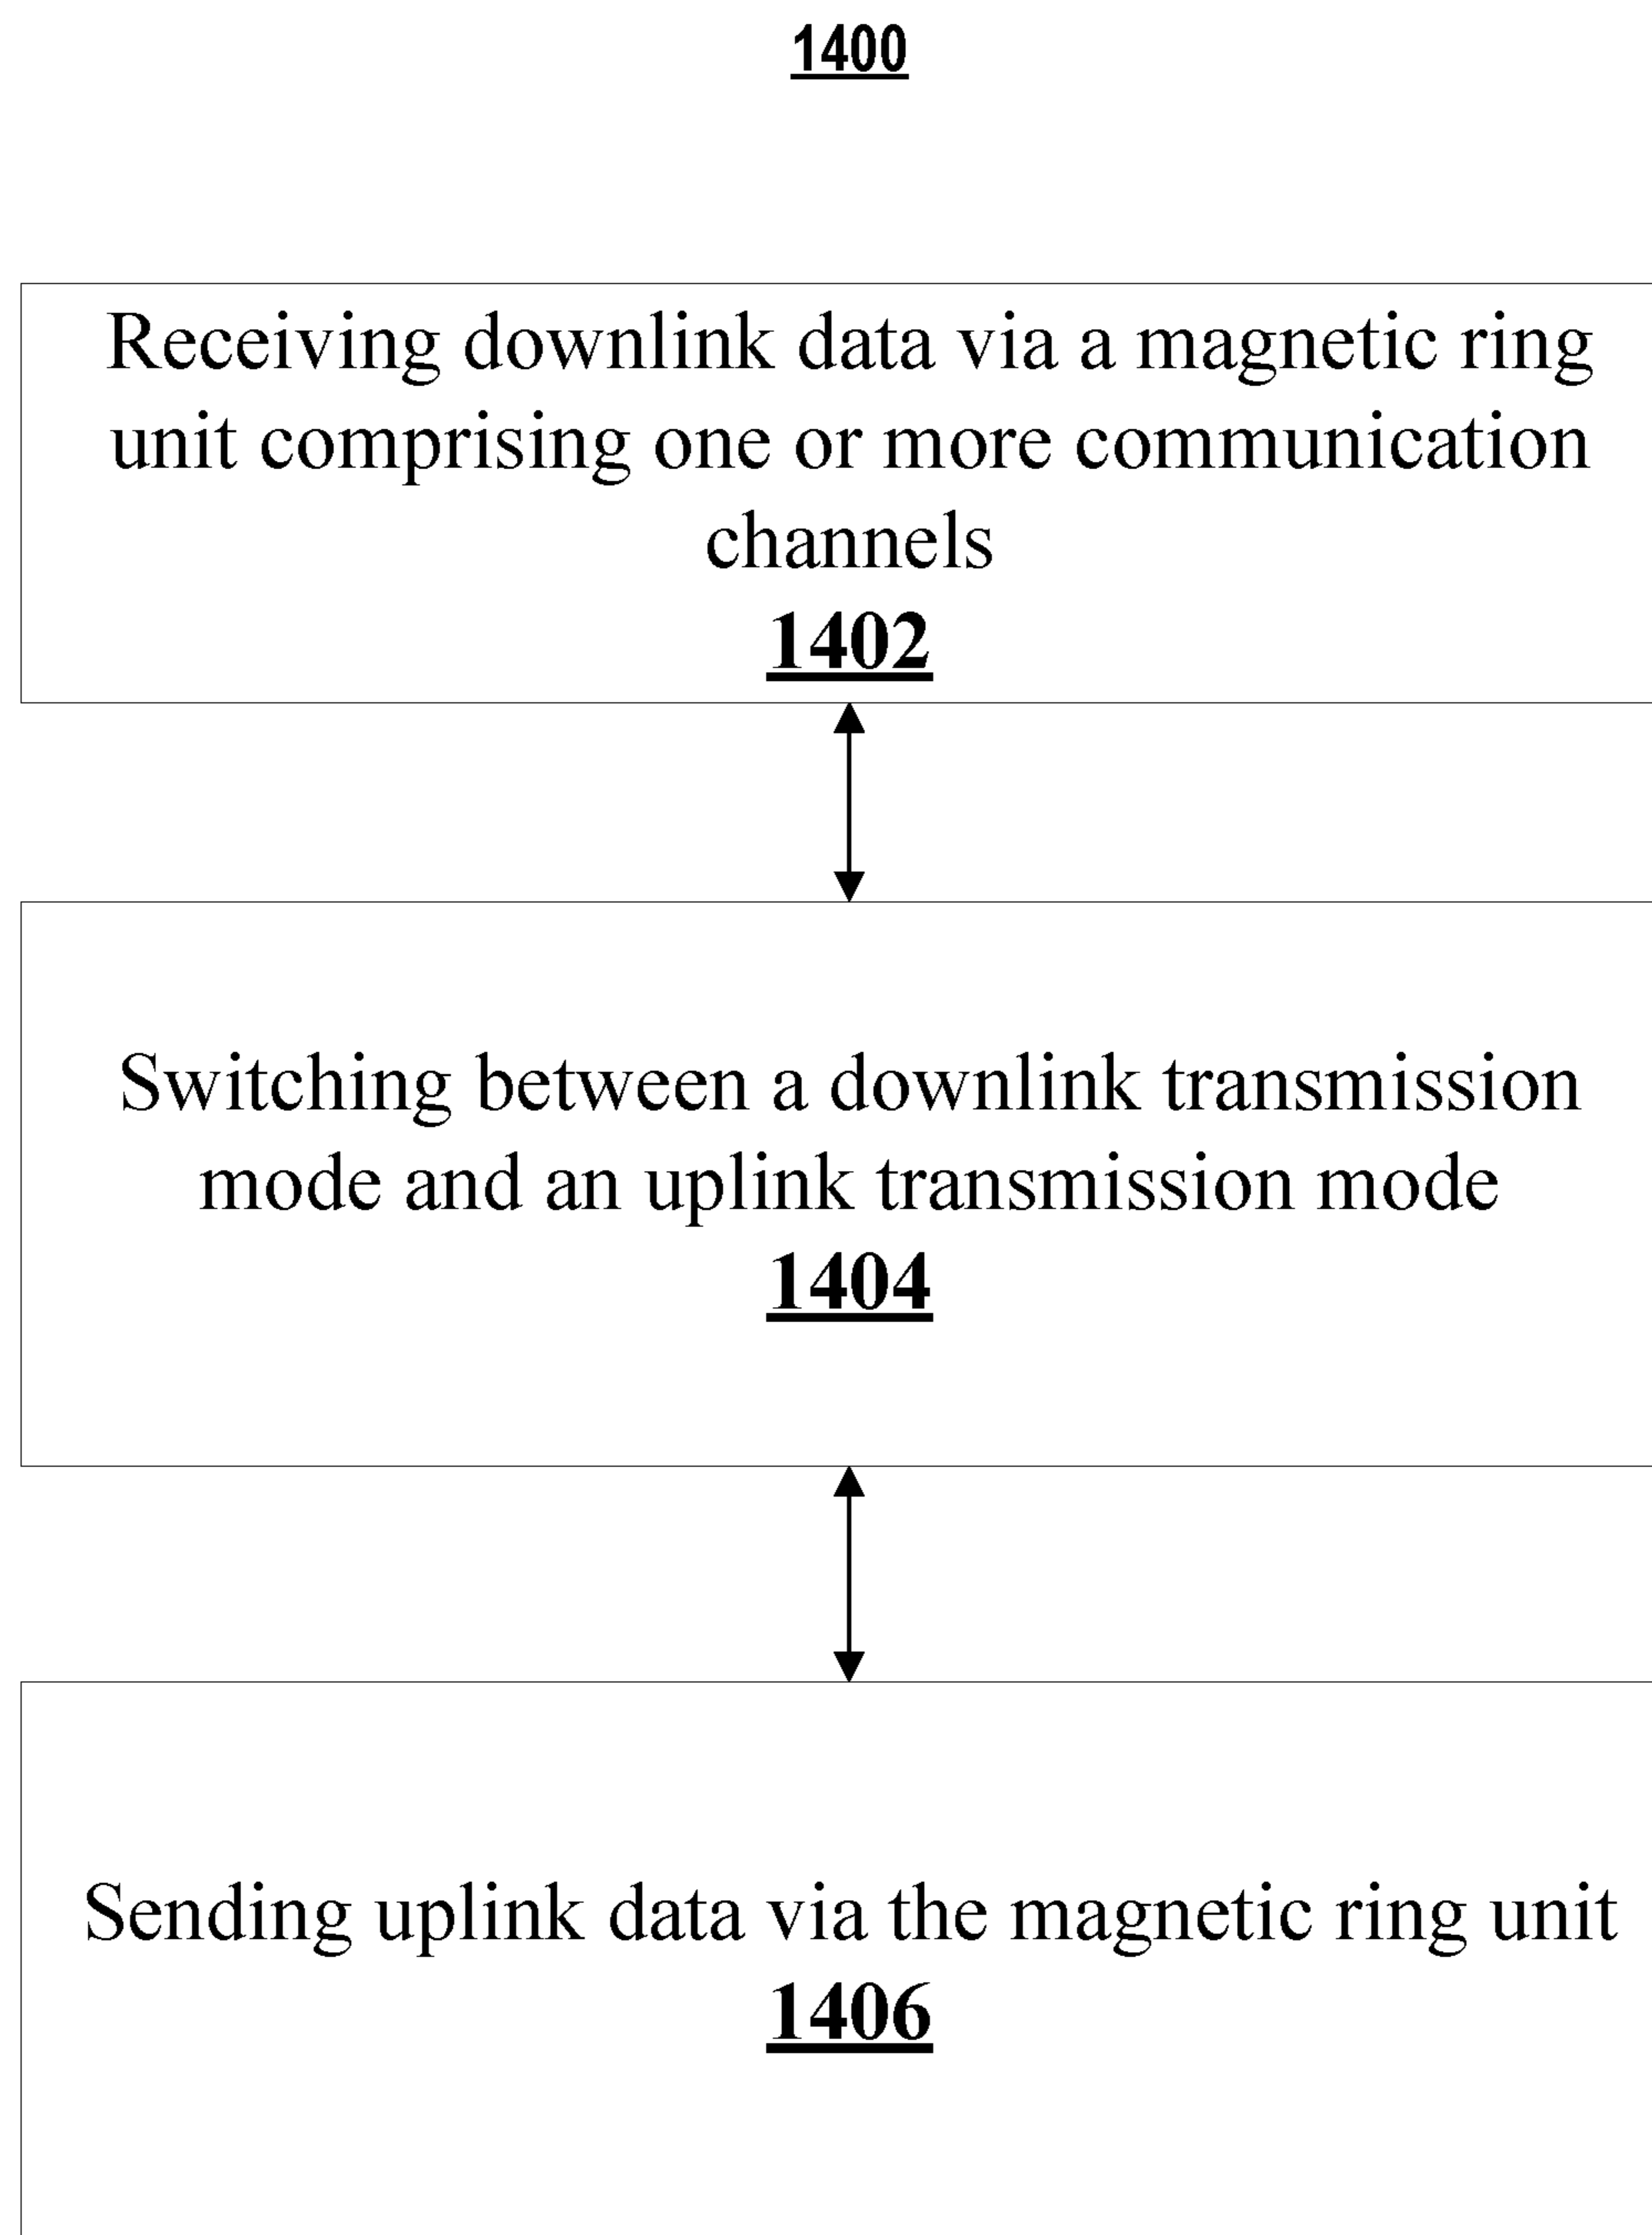 1400
Receiving downlink data via a magnetic ring
unit comprising one or more communication
channels
1402
Switching between a downlink transmission
mode and an uplink transmission mode
1404
Sending uplink data via the magnetic ring unit
1406